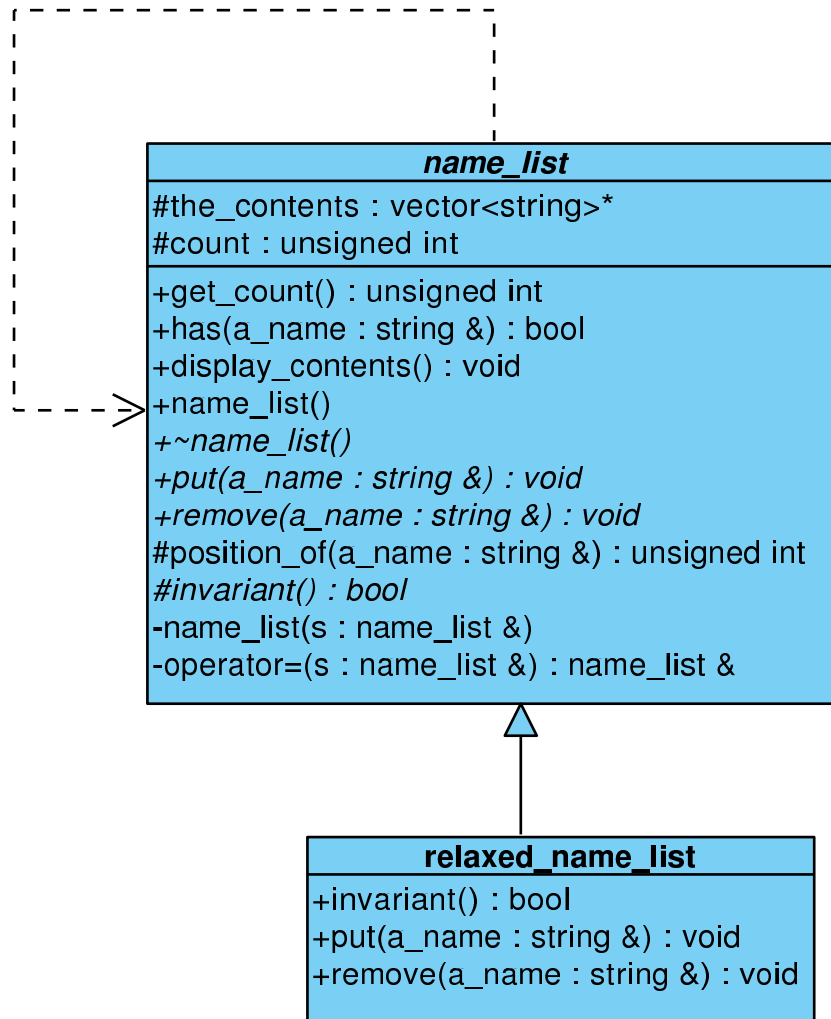 name_list
#the_contents : vector<string>*
#count : unsigned int
+get_count() : unsigned int
+has(a_name : string &) : bool
+display_contents() : void
+name_list()
+~name_list()
+put(a_name : string &) : void
+remove(a_name : string &) : void
#position_of(a_name : string &) : unsigned int
#invariant() : bool
-name_list(s : name_list &)
-operator=(s : name_list &) : name_list &
relaxed_name_list
+invariant() : bool
+put(a_name : string &) : void
+remove(a_name : string &) : void